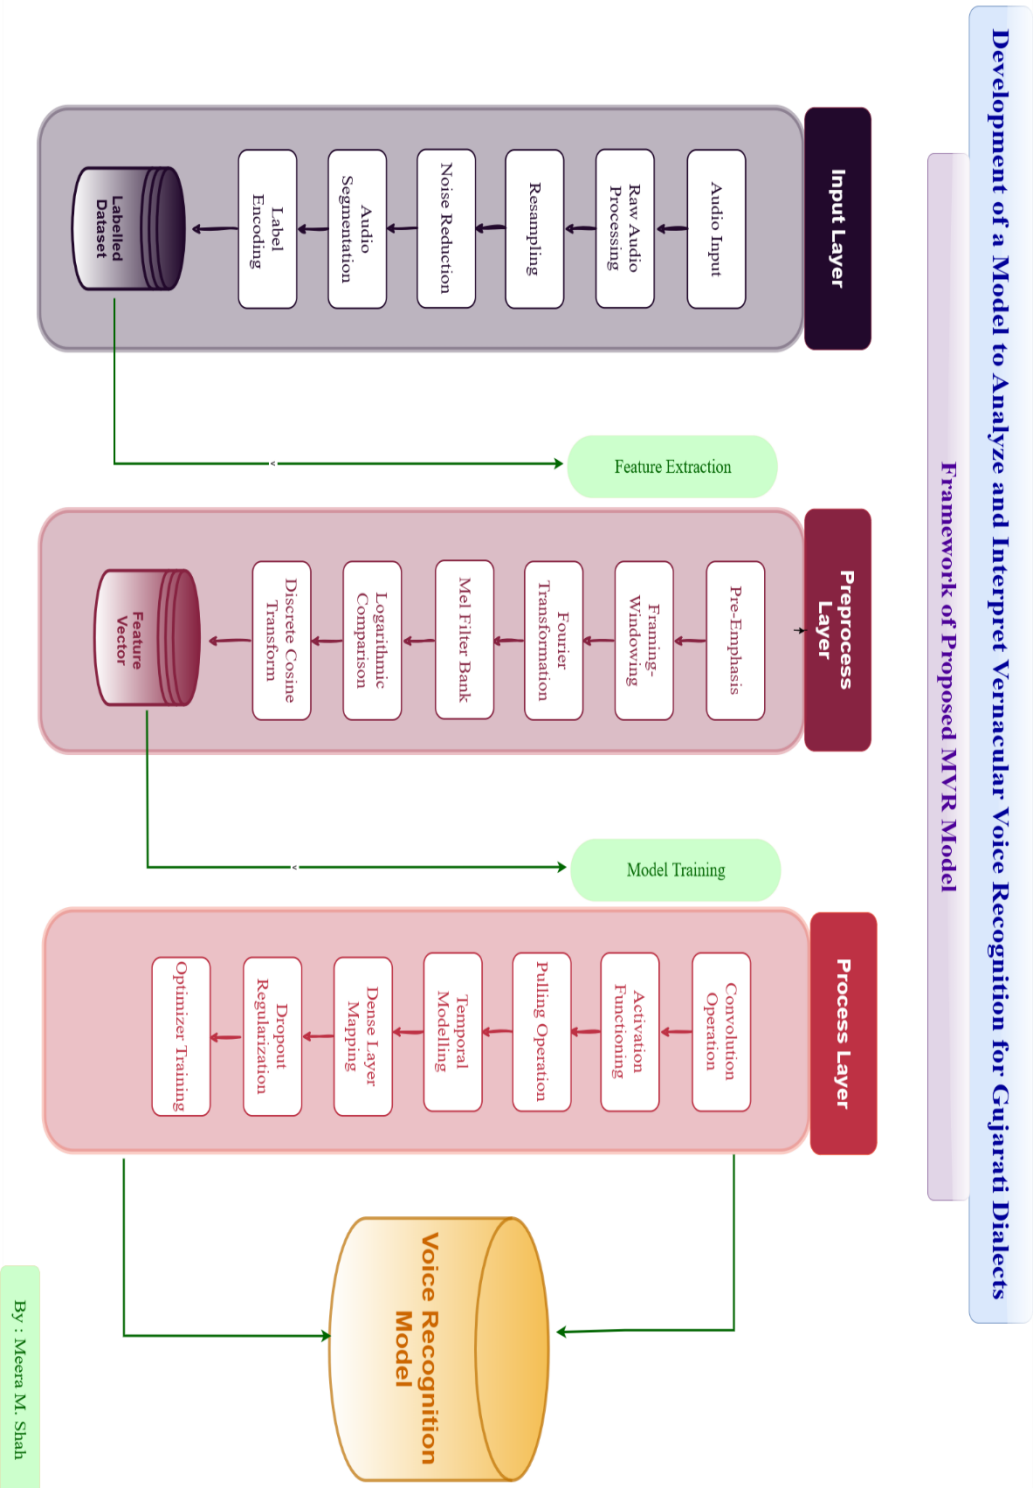 Development of a Model to Analyze and Interpret Vernacular Voice Recognition for Gujarati Dialects
Framework of Proposed MVR Model
Input Layer
Audio Input
Raw Audio
Processing
Resampling
Noise Reduction
Audio
Segmentation
Label
Encoding
Labelled
Dataset
Feature Extraction
Preprocess
Layer
Pre-Emphasis
Framing-
Windowing
Fourier
Transformation
Mel Filter Bank
Logarithmic
Comparison
Discrete Cosine
Transform
Feature
Vector
Model Training
Process Layer
Convolution
Operation
Activation
Functioning
Pulling Operation
Temporal
Modelling
Dense Layer
Mapping
Dropout
Regularization
Optimizer Training
Voice Recognition
Model
By : Meera M. Shah